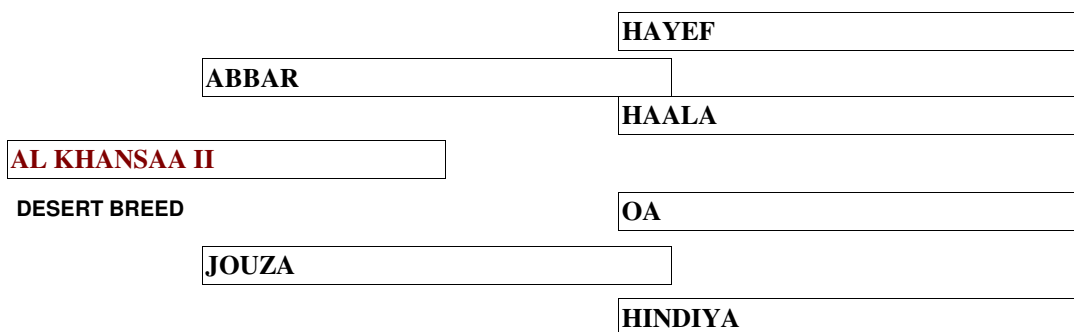 HAYEF
ABBAR
HAALA
AL KHANSAA II
DESERT BREED
OA
JOUZA
HINDIYA